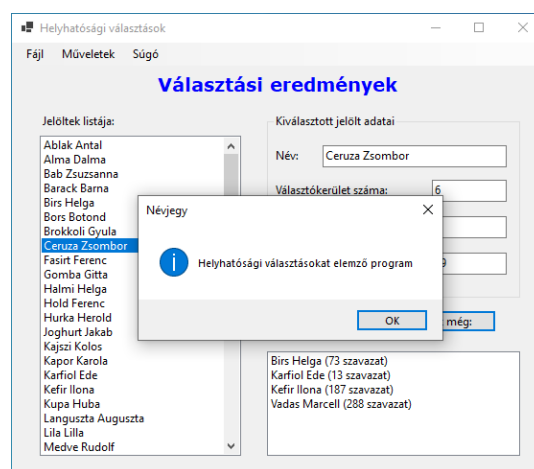 Helyhatósági választások
Fájl Műveletek Súgó
Választási eredmények
Jelöltek listája:
Ablak Antal
Alma Dalma
Bab Zsuzsanna
Barack Barna
Birs Helga
Bors Botond
Brokkoli Gyula
Ceruza Zsombor
Fasirt Ferenc
Gomba Gitta
Halmi Helga
Hold Ferenc
Hurka Herold
Joghurt Jakab
Kajszi Kolos
Kapor Karola
Karfiol Ede
Kefir Ilona
Kupa Huba
Languszta Auguszta
Lila Lilla
Medve Rudolf
Kiválasztott jelölt adatai
Név: Ceruza Zsombor
Választókerület száma: 6
Névjegy
Helyhatósági választásokat elemző program
OK
még:
Birs Helga (73 szavazat)
Karfiol Ede (13 szavazat)
Kefir Ilona (187 szavazat)
Vadas Marcell (288 szavazat)